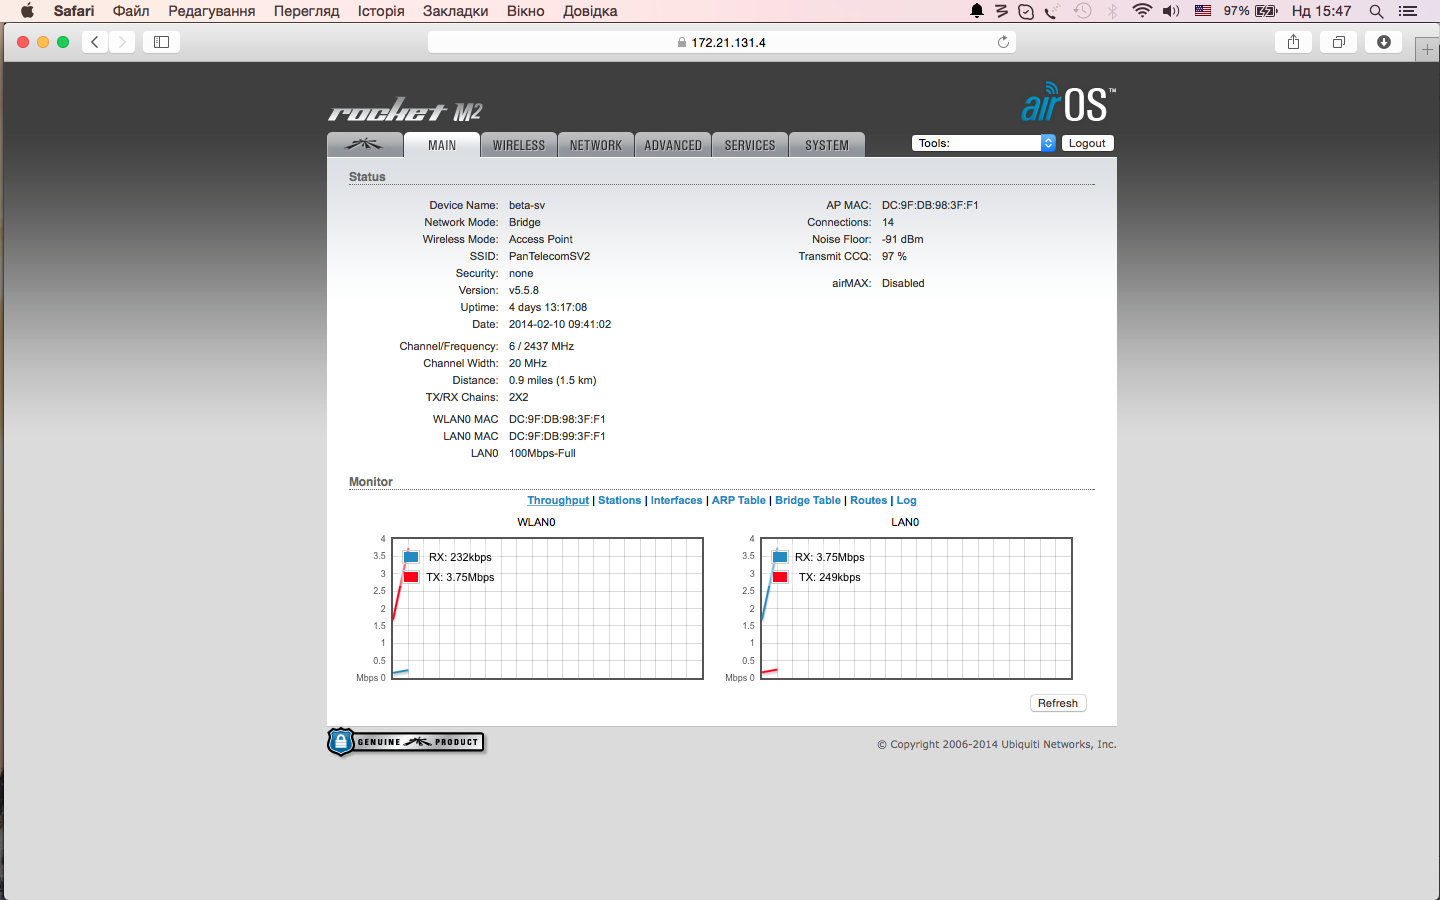 Safari Файл Редагування Перегляд Історія Закладки Вікно Довідка 97% Нд 15:47
172.21.131.4
rocket M2
airOS™
MAIN WIRELESS NETWORK ADVANCED SERVICES SYSTEM Tools: Logout
Status
Device Name: beta-sv
Network Mode: Bridge
Wireless Mode: Access Point
SSID: PanTelecomSV2
Security: none
Version: v5.5.8
Uptime: 4 days 13:17:08
Date: 2014-02-10 09:41:02
Channel/Frequency: 6 / 2437 MHz
Channel Width: 20 MHz
Distance: 0.9 miles (1.5 km)
TX/RX Chains: 2X2
WLAN0 MAC DC:9F:DB:98:3F:F1
LAN0 MAC DC:9F:DB:99:3F:F1
LAN0 100Mbps-Full
AP MAC: DC:9F:DB:98:3F:F1
Connections: 14
Noise Floor: -91 dBm
Transmit CCQ: 97 %
airMAX: Disabled
Monitor
Throughput | Stations | Interfaces | ARP Table | Bridge Table | Routes | Log
WLAN0
4
3.5
3
2.5
2
1.5
1
0.5
Mbps 0
RX: 232kbps
TX: 3.75Mbps
LAN0
4
3.5
3
2.5
2
1.5
1
0.5
Mbps 0
RX: 3.75Mbps
TX: 249kbps
Refresh
GENUINE PRODUCT
© Copyright 2006-2014 Ubiquiti Networks, Inc.